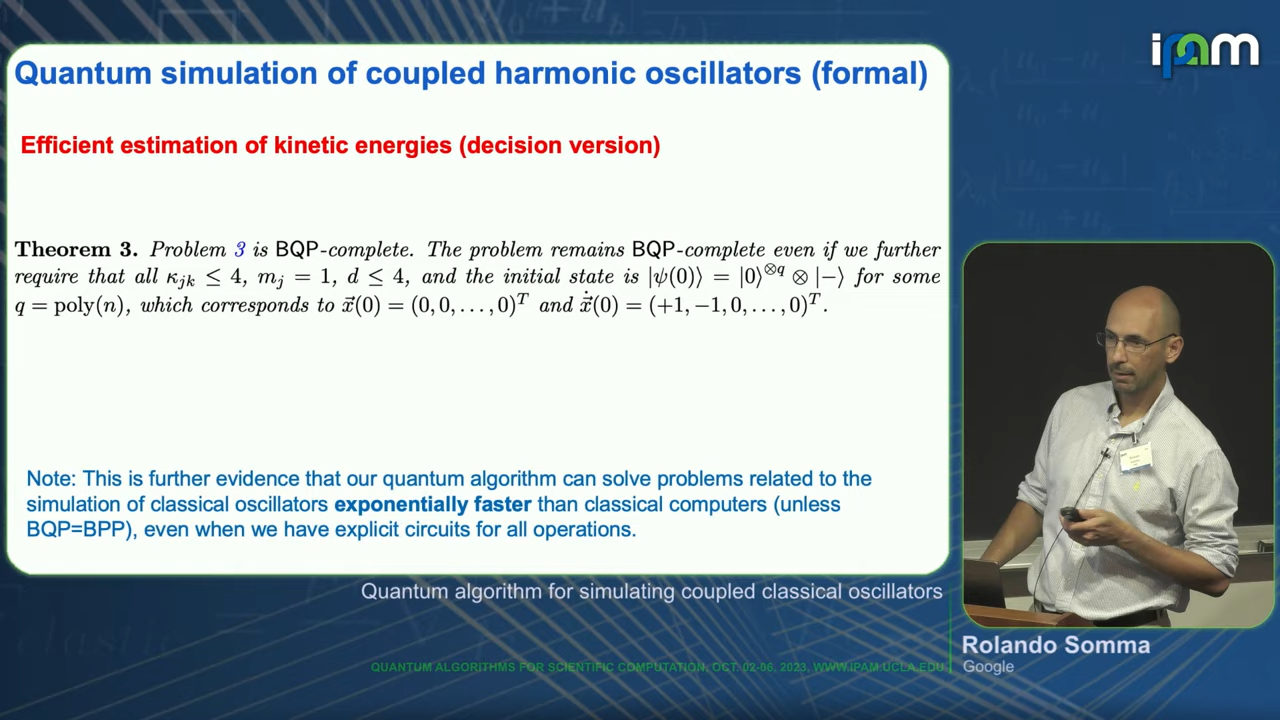 ipam
Quantum simulation of coupled harmonic oscillators (formal)
Efficient estimation of kinetic energies (decision version)
Theorem 3. Problem 3 is BQP-complete. The problem remains BQP-complete even if we further
require that all κ_{jk} ≤ 4, m_j = 1, d ≤ 4, and the initial state is |ψ(0)⟩ = |0⟩^{⊗q} ⊗ |−⟩ for some
q = poly(n), which corresponds to x⃗(0) = (0, 0, . . . , 0)^T and ẋ⃗(0) = (+1, −1, 0, . . . , 0)^T.
Note: This is further evidence that our quantum algorithm can solve problems related to the
simulation of classical oscillators exponentially faster than classical computers (unless
BQP=BPP), even when we have explicit circuits for all operations.
Quantum algorithm for simulating coupled classical oscillators
Rolando Somma
Google
QUANTUM ALGORITHMS FOR SCIENTIFIC COMPUTATION, OCT. 02-06, 2023, WWW.IPAM.UCLA.EDU